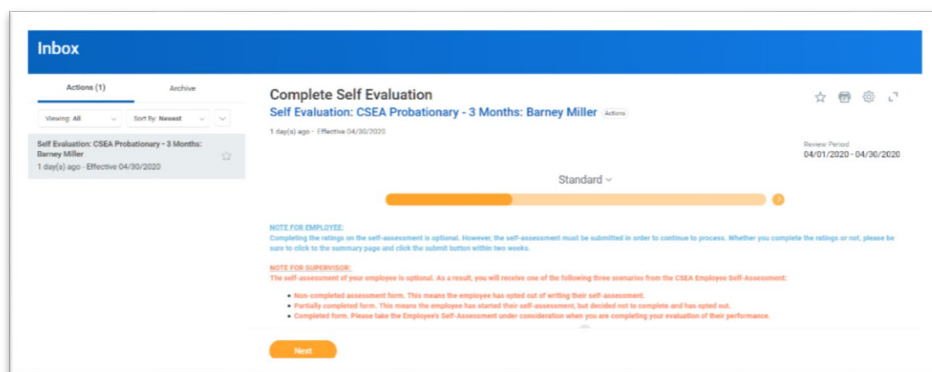 Inbox
Actions (1)
Archive
Viewing: All
Sort By: Newest
Self Evaluation: CSEA Probationary - 3 Months:
Barney Miller
1 day(s) ago - Effective 04/30/2020
Complete Self Evaluation
Self Evaluation: CSEA Probationary - 3 Months: Barney Miller Actions
1 day(s) ago - Effective 04/30/2020
Review Period
04/01/2020 - 04/30/2020
Standard
NOTE FOR EMPLOYEE:
Completing the ratings on the self-assessment is optional. However, the self-assessment must be submitted in order to continue to process. Whether you complete the ratings or not, please be
sure to click to the summary page and click the submit button within two weeks.
NOTE FOR SUPERVISOR:
The self-assessment of your employee is optional. As a result, you will receive one of the following three scenarios from the CSEA Employee Self-Assessment:
• Non-completed assessment form. This means the employee has opted out of writing their self-assessment.
• Partially completed form. This means the employee has started their self-assessment, but decided not to complete and has opted out.
• Completed form. Please take the Employee's Self-Assessment under consideration when you are completing your evaluation of their performance.
Next